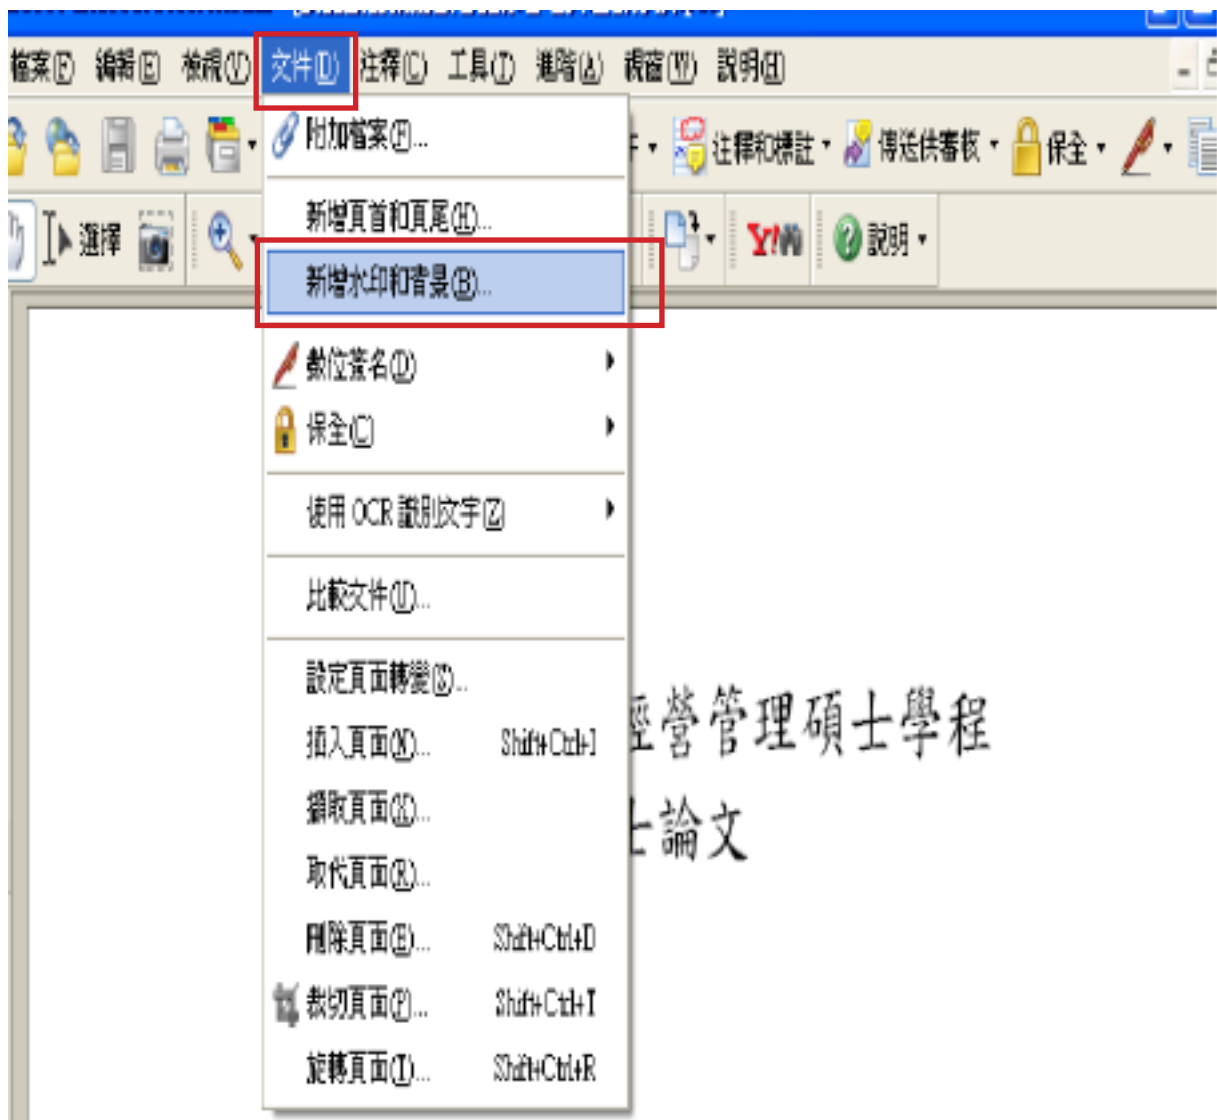 檔案(F) 編輯(E) 檢視(V) 文件(D) 注釋(C) 工具(T) 進階(A) 視窗(W) 說明(H)
注釋和標註 傳送供審核 保全
選擇 Y! 說明
附加檔案(F)...
新增頁首和頁尾(H)...
新增水印和背景(B)...
數位簽名(D)
保全(C)
使用 OCR 識別文字(Z)
比較文件(U)...
設定頁面轉變(S)...
插入頁面(N)... Shift+Ctrl+I
擷取頁面(X)...
取代頁面(R)...
刪除頁面(E)... Shift+Ctrl+D
裁切頁面(P)... Shift+Ctrl+T
旋轉頁面(T)... Shift+Ctrl+R
經營管理碩士學程
士論文